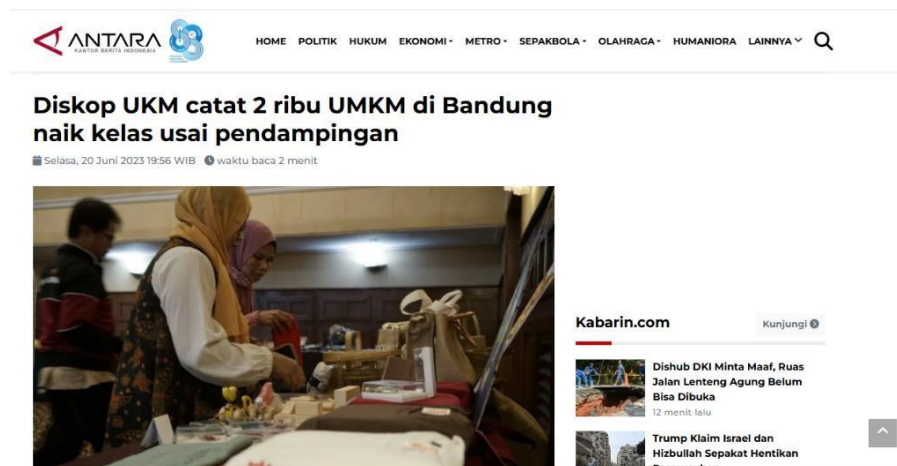 ANTARA
KANTOR BERITA INDONESIA
HOME POLITIK HUKUM EKONOMI METRO SEPAKBOLA OLAHRAGA HUMANIORA LAINNYA
Diskop UKM catat 2 ribu UMKM di Bandung
naik kelas usai pendampingan
Selasa, 20 Juni 2023 19:56 WIB waktu baca 2 menit
Kabarin.com
Kunjungi
Dishub DKI Minta Maaf, Ruas
Jalan Lenteng Agung Belum
Bisa Dibuka
12 menit lalu
Trump Klaim Israel dan
Hizbullah Sepakat Hentikan